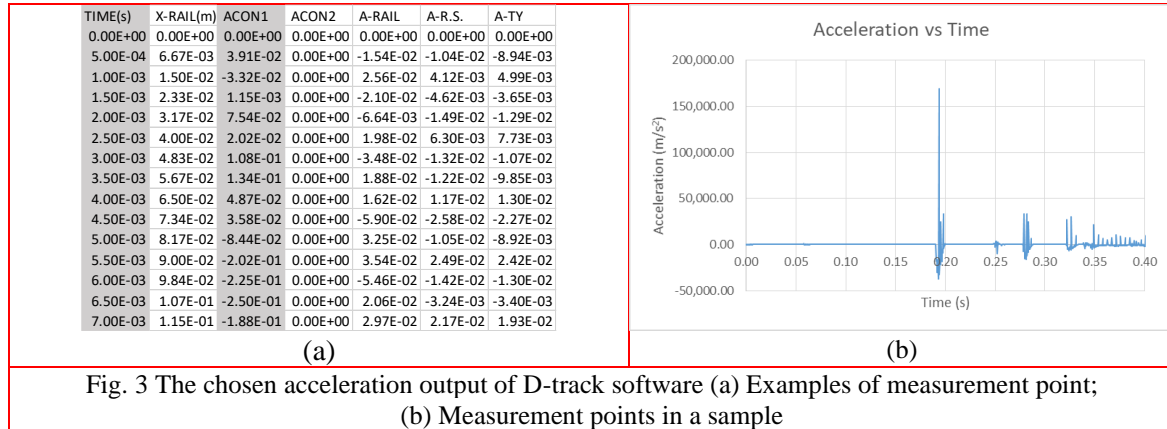 TIME(s) X-RAIL(m) ACON1 ACON2 A-RAIL A-R.S. A-TY
0.00E+00 0.00E+00 0.00E+00 0.00E+00 0.00E+00 0.00E+00 0.00E+00
5.00E-04 6.67E-03 3.91E-02 0.00E+00 -1.54E-02 -1.04E-02 -8.94E-03
1.00E-03 1.50E-02 -3.32E-02 0.00E+00 2.56E-02 4.12E-03 4.99E-03
1.50E-03 2.33E-02 1.15E-03 0.00E+00 -2.10E-02 -4.62E-03 -3.65E-03
2.00E-03 3.17E-02 7.54E-02 0.00E+00 -6.64E-03 -1.49E-02 -1.29E-02
2.50E-03 4.00E-02 2.02E-02 0.00E+00 1.98E-02 6.30E-03 7.73E-03
3.00E-03 4.83E-02 1.08E-01 0.00E+00 -3.48E-02 -1.32E-02 -1.07E-02
3.50E-03 5.67E-02 1.34E-01 0.00E+00 1.88E-02 -1.22E-02 -9.85E-03
4.00E-03 6.50E-02 4.87E-02 0.00E+00 1.62E-02 1.17E-02 1.30E-02
4.50E-03 7.34E-02 3.58E-02 0.00E+00 -5.90E-02 -2.58E-02 -2.27E-02
5.00E-03 8.17E-02 -8.44E-02 0.00E+00 3.25E-02 -1.05E-02 -8.92E-03
5.50E-03 9.00E-02 -2.02E-01 0.00E+00 3.54E-02 2.49E-02 2.42E-02
6.00E-03 9.84E-02 -2.25E-01 0.00E+00 -5.46E-02 -1.42E-02 -1.30E-02
6.50E-03 1.07E-01 -2.50E-01 0.00E+00 2.06E-02 -3.24E-03 -3.40E-03
7.00E-03 1.15E-01 -1.88E-01 0.00E+00 2.97E-02 2.17E-02 1.93E-02
(a)
Acceleration vs Time
200,000.00
150,000.00
100,000.00
50,000.00
0.00
-50,000.00
Acceleration (m/s²)
0.00 0.05 0.10 0.15 0.20 0.25 0.30 0.35 0.40
Time (s)
(b)
Fig. 3 The chosen acceleration output of D-track software (a) Examples of measurement point;
(b) Measurement points in a sample